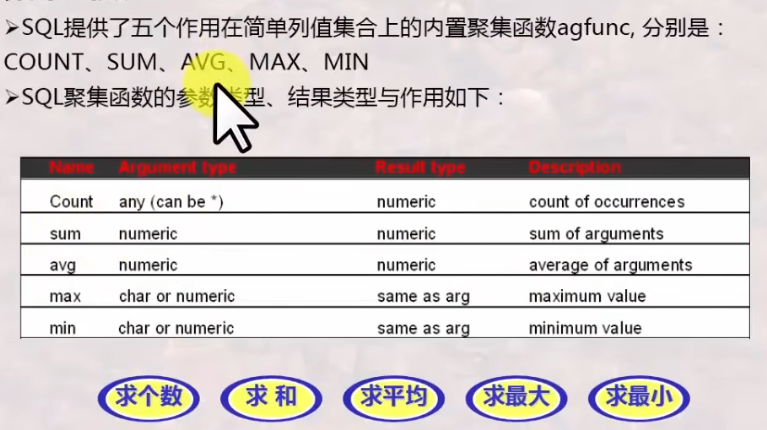 ➢SQL提供了五个作用在简单列值集合上的内置聚集函数agfunc, 分别是：
COUNT、SUM、AVG、MAX、MIN
➢SQL聚集函数的参数类型、结果类型与作用如下：
Name Argument type Result type Description
Count any (can be *) numeric count of occurrences
sum numeric numeric sum of arguments
avg numeric numeric average of arguments
max char or numeric same as arg maximum value
min char or numeric same as arg minimum value
求个数 求 和 求平均 求最大 求最小